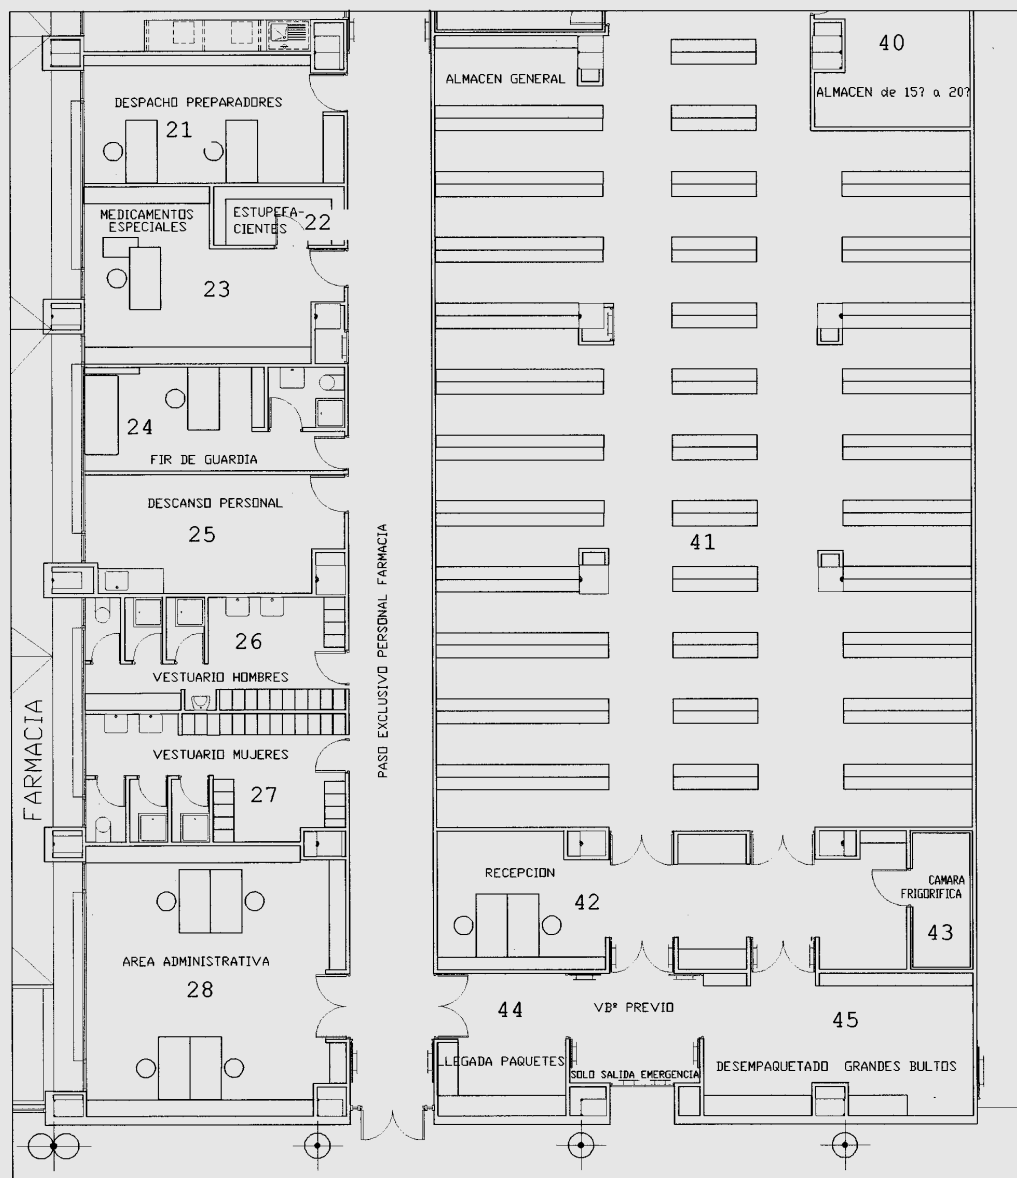 ALMACEN GENERAL
40
ALMACEN de 15? a 20?
DESPACHO PREPARADORES
21
MEDICAMENTOS
ESPECIALES
ESTUPEFA-
CIENTES
22
23
24
FIR DE GUARDIA
DESCANSO PERSONAL
25
41
PASO EXCLUSIVO PERSONAL FARMACIA
26
VESTUARIO HOMBRES
FARMACIA
VESTUARIO MUJERES
27
RECEPCION
42
CAMARA
FRIGORIFICA
43
AREA ADMINISTRATIVA
28
44
VBº PREVIO
45
LLEGADA PAQUETES
SOLO SALIDA EMERGENCIA
DESEMPAQUETADO GRANDES BULTOS